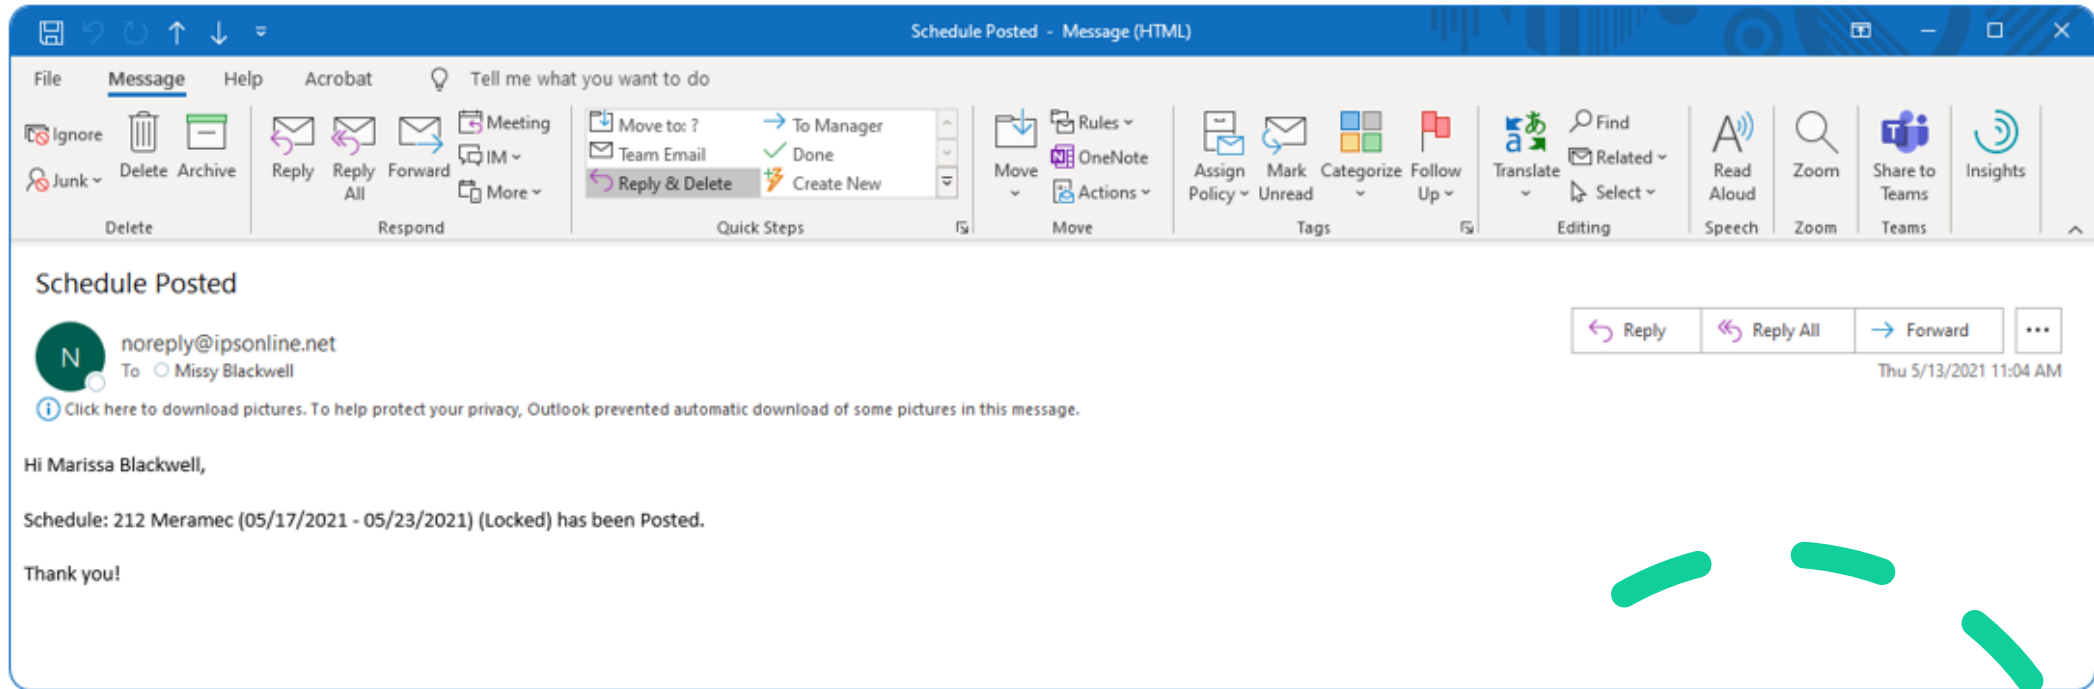 Schedule Posted - Message (HTML)
File Message Help Acrobat Tell me what you want to do
Ignore
Junk
Delete Archive
Delete
Reply Reply All Forward
Meeting
IM
More
Respond
Move to: ? To Manager
Team Email Done
Reply & Delete Create New
Quick Steps
Move
Rules
OneNote
Actions
Move
Assign Policy Mark Unread Categorize Follow Up
Tags
Translate
Find
Related
Select
Editing
Read Aloud
Speech
Zoom
Zoom
Share to Teams
Teams
Insights
Schedule Posted
N
noreply@ipsonline.net
To Missy Blackwell
Reply Reply All Forward ...
Thu 5/13/2021 11:04 AM
Click here to download pictures. To help protect your privacy, Outlook prevented automatic download of some pictures in this message.
Hi Marissa Blackwell,
Schedule: 212 Meramec (05/17/2021 - 05/23/2021) (Locked) has been Posted.
Thank you!